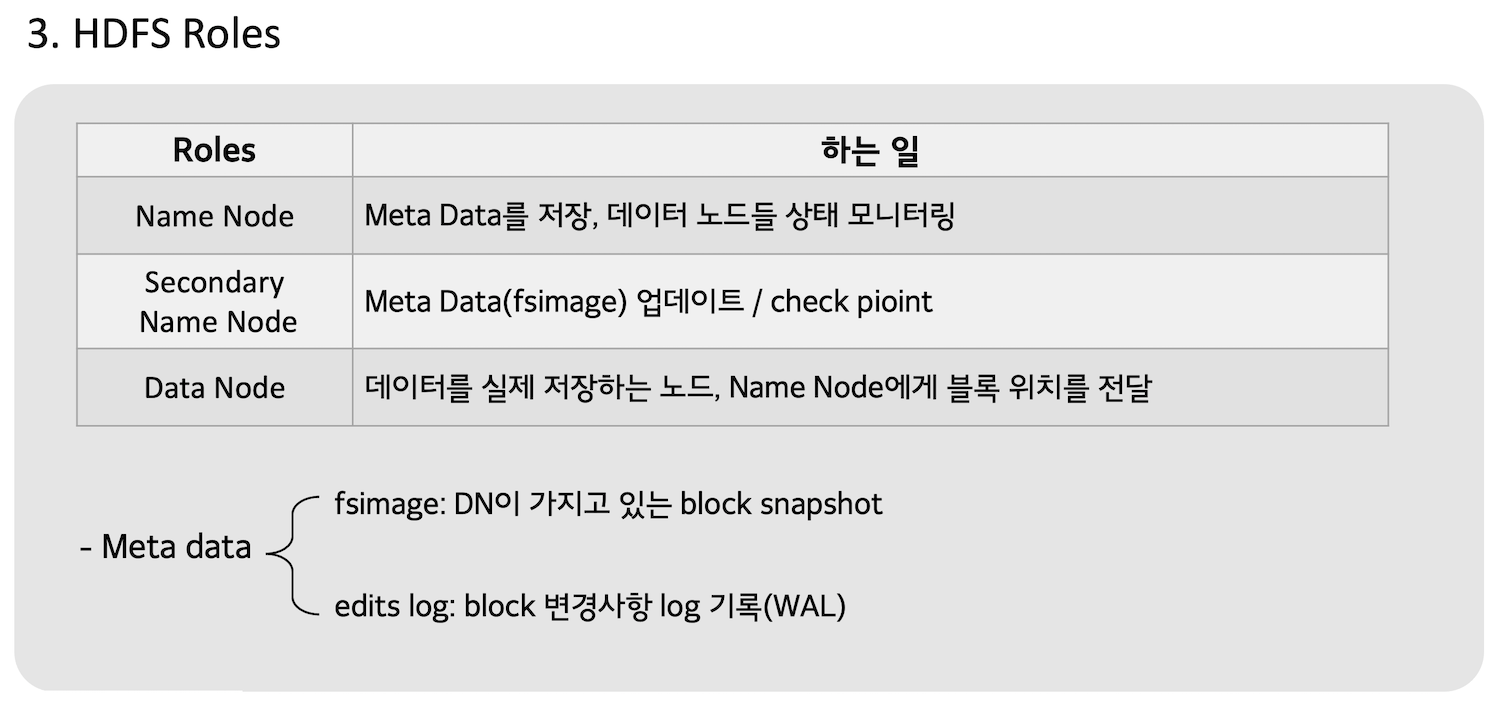 3. HDFS Roles
Roles
하는 일
Name Node
Meta Data를 저장, 데이터 노드들 상태 모니터링
Secondary
Name Node
Meta Data(fsimage) 업데이트 / check pioint
Data Node
데이터를 실제 저장하는 노드, Name Node에게 블록 위치를 전달
- Meta data
fsimage: DN이 가지고 있는 block snapshot
edits log: block 변경사항 log 기록(WAL)